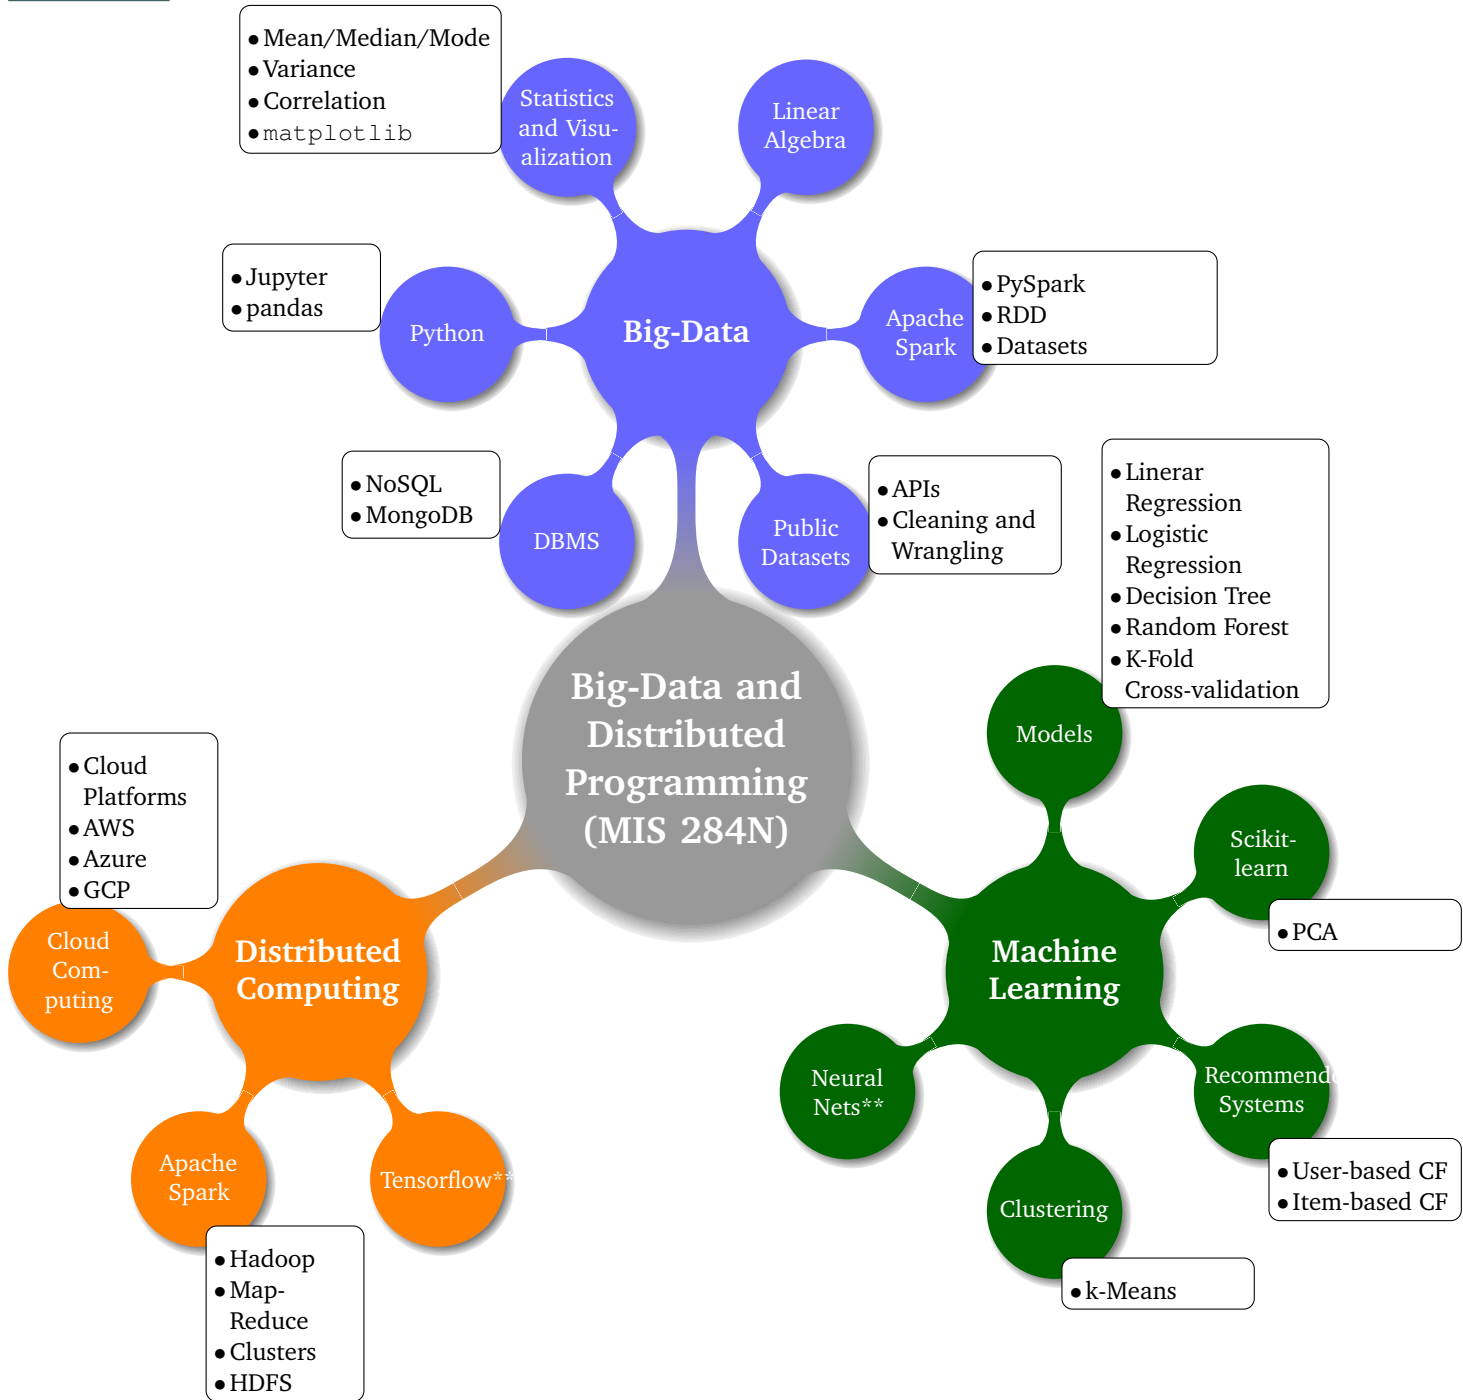 • Mean/Median/Mode
• Variance
• Correlation
• matplotlib
Statistics
and Visu-
alization
Linear
Algebra
• Jupyter
• pandas
Python
Big-Data
Apache
Spark
• PySpark
• RDD
• Datasets
• NoSQL
• MongoDB
DBMS
Public
Datasets
• APIs
• Cleaning and
Wrangling
• Linerar
Regression
• Logistic
Regression
• Decision Tree
• Random Forest
• K-Fold
Cross-validation
Models
Big-Data and
Distributed
Programming
(MIS 284N)
• Cloud
Platforms
• AWS
• Azure
• GCP
Cloud
Com-
puting
Distributed
Computing
Apache
Spark
Tensorflow**
• Hadoop
• Map-
Reduce
• Clusters
• HDFS
Scikit-
learn
• PCA
Machine
Learning
Neural
Nets**
Recommende
Systems
• User-based CF
• Item-based CF
Clustering
• k-Means